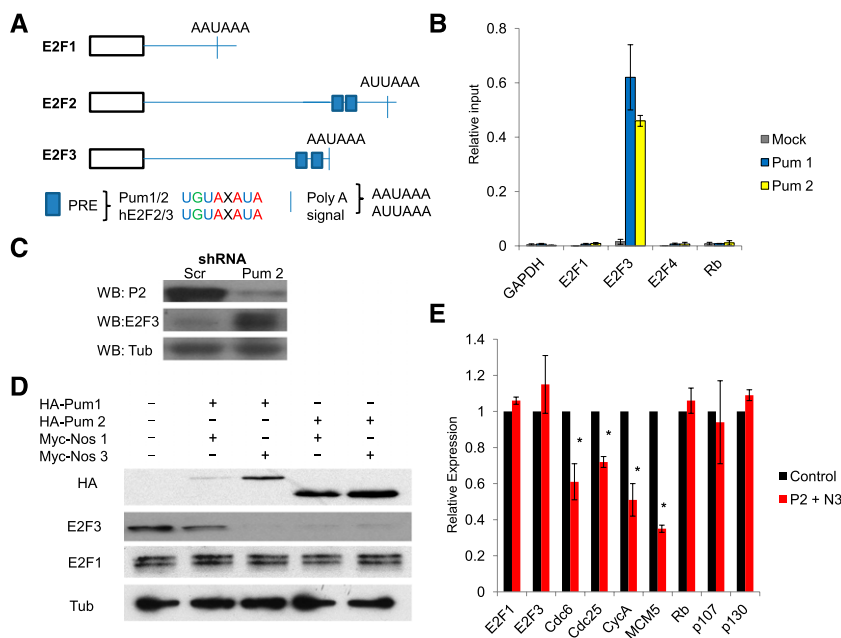 A
E2F1
AAUAAA
E2F2
AUUAAA
E2F3
AAUAAA
PRE
Pum1/2 UGUAXAUA
hE2F2/3 UGUAXAUA
Poly A signal
AAUAAA
AUUAAA
B
Relative input
0.8
0.6
0.4
0.2
0
GAPDH
E2F1
E2F3
E2F4
Rb
Mock
Pum 1
Pum 2
C
shRNA
Scr Pum 2
WB: P2
WB:E2F3
WB: Tub
D
HA-Pum1 – + + – –
HA-Pum 2 – – – + +
Myc-Nos 1 – + – + –
Myc-Nos 3 – – + – +
HA
E2F3
E2F1
Tub
E
Relative Expression
1.4
1.2
1
0.8
0.6
0.4
0.2
0
* * * *
E2F1
E2F3
Cdc6
Cdc25
CycA
MCM5
Rb
p107
p130
Control
P2 + N3